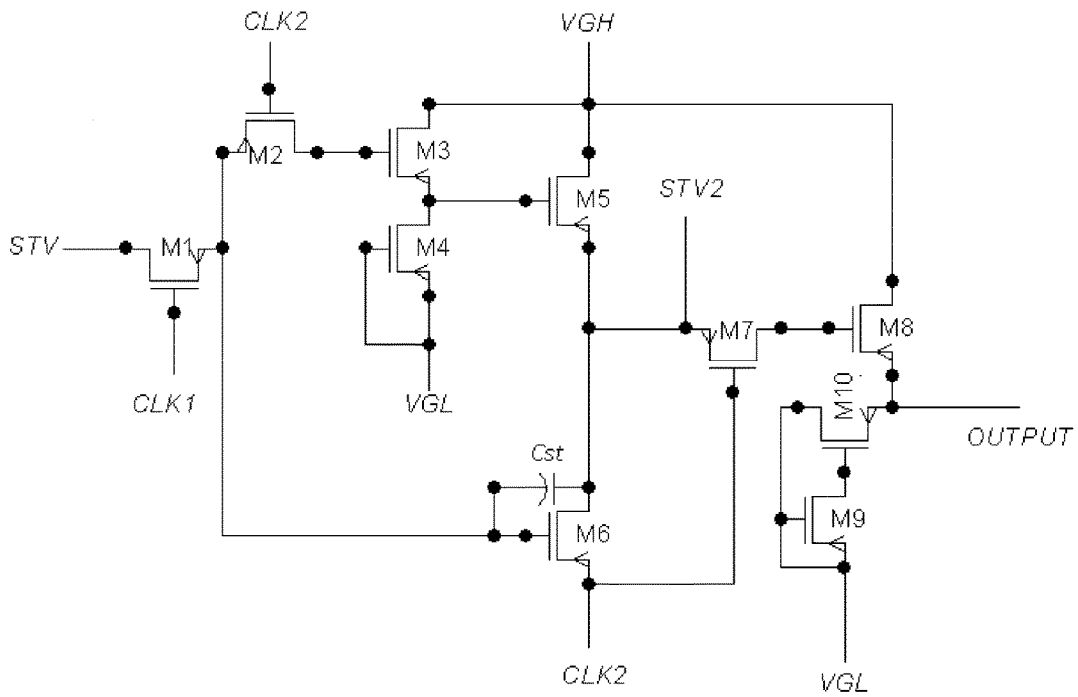 CLK2
VGH
M2
M3
M5
STV2
STV
M1
M4
M7
M8
CLK1
VGL
M10
OUTPUT
Cst
M6
M9
CLK2
VGL